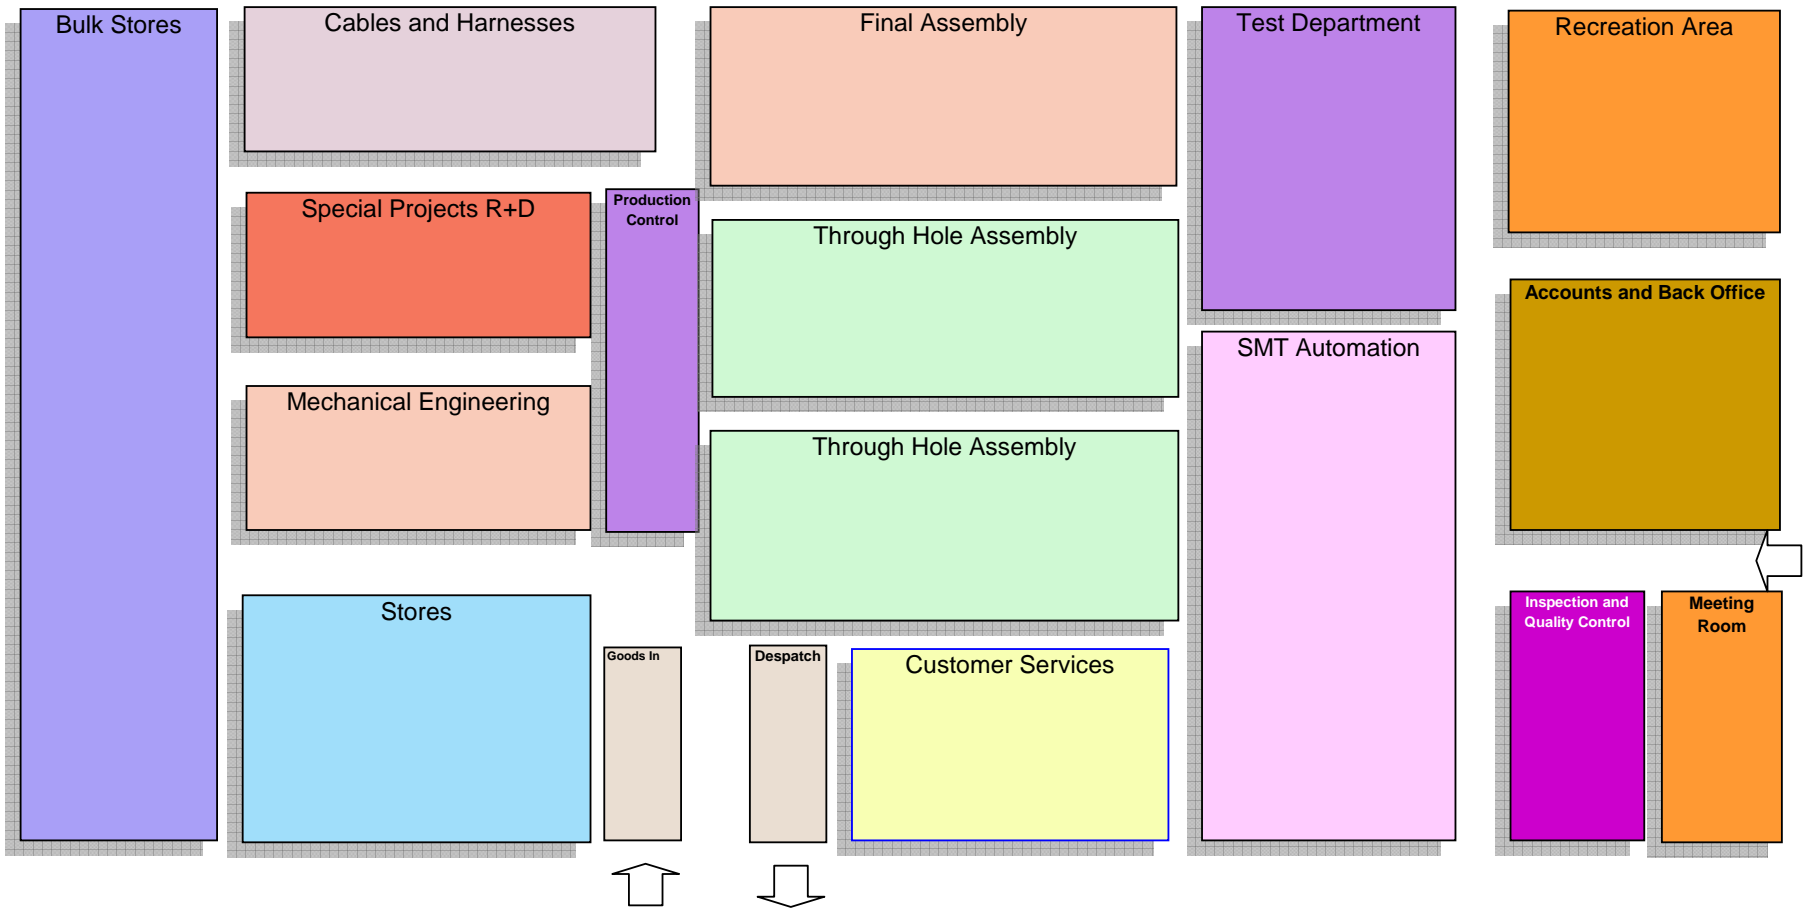 Bulk Stores
Cables and Harnesses
Final Assembly
Test Department
Recreation Area
Special Projects R+D
Production
Control
Through Hole Assembly
Accounts and Back Office
SMT Automation
Mechanical Engineering
Through Hole Assembly
Stores
Inspection and
Quality Control
Meeting
Room
Goods In
Despatch
Customer Services